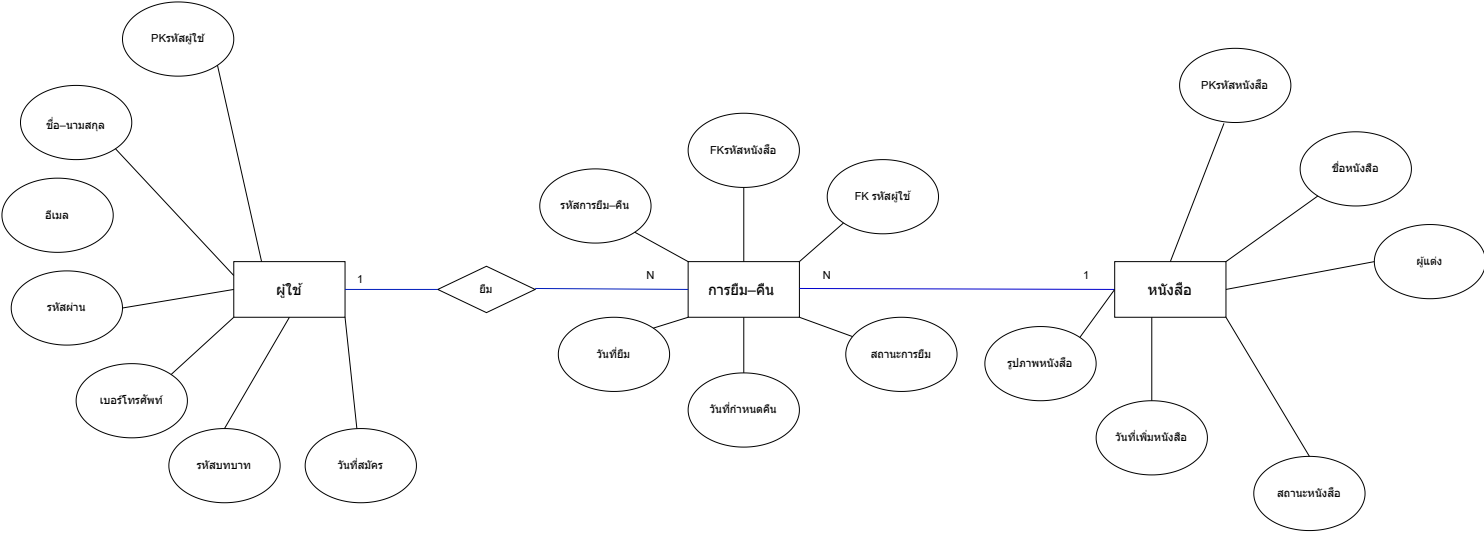 PKรหัสผู้ใช้
ชื่อ–นามสกุล
อีเมล
รหัสผ่าน
เบอร์โทรศัพท์
รหัสบทบาท
วันที่สมัคร
ผู้ใช้
1
ยืม
N
รหัสการยืม–คืน
FKรหัสหนังสือ
FK รหัสผู้ใช้
การยืม–คืน
วันที่ยืม
วันที่กำหนดคืน
สถานะการยืม
N
1
PKรหัสหนังสือ
ชื่อหนังสือ
ผู้แต่ง
หนังสือ
รูปภาพหนังสือ
วันที่เพิ่มหนังสือ
สถานะหนังสือ